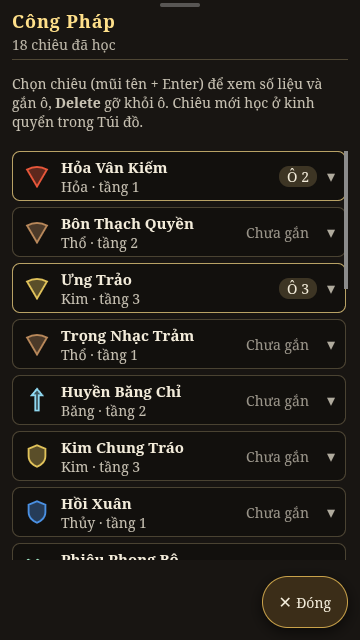 Công Pháp
18 chiêu đã học
Chọn chiêu (mũi tên + Enter) để xem số liệu và
gắn ô, Delete gỡ khỏi ô. Chiêu mới học ở kinh
quyển trong Túi đồ.
Hỏa Vân Kiếm
Hỏa · tầng 1
Ô 2 ▼
Bôn Thạch Quyền
Thổ · tầng 2
Chưa gắn ▼
Ưng Trảo
Kim · tầng 3
Ô 3 ▼
Trọng Nhạc Trảm
Thổ · tầng 1
Chưa gắn ▼
Huyền Băng Chỉ
Băng · tầng 2
Chưa gắn ▼
Kim Chung Tráo
Kim · tầng 3
Chưa gắn ▼
Hồi Xuân
Thủy · tầng 1
Chưa gắn ▼
Phiêu Phong Bộ
✕ Đóng